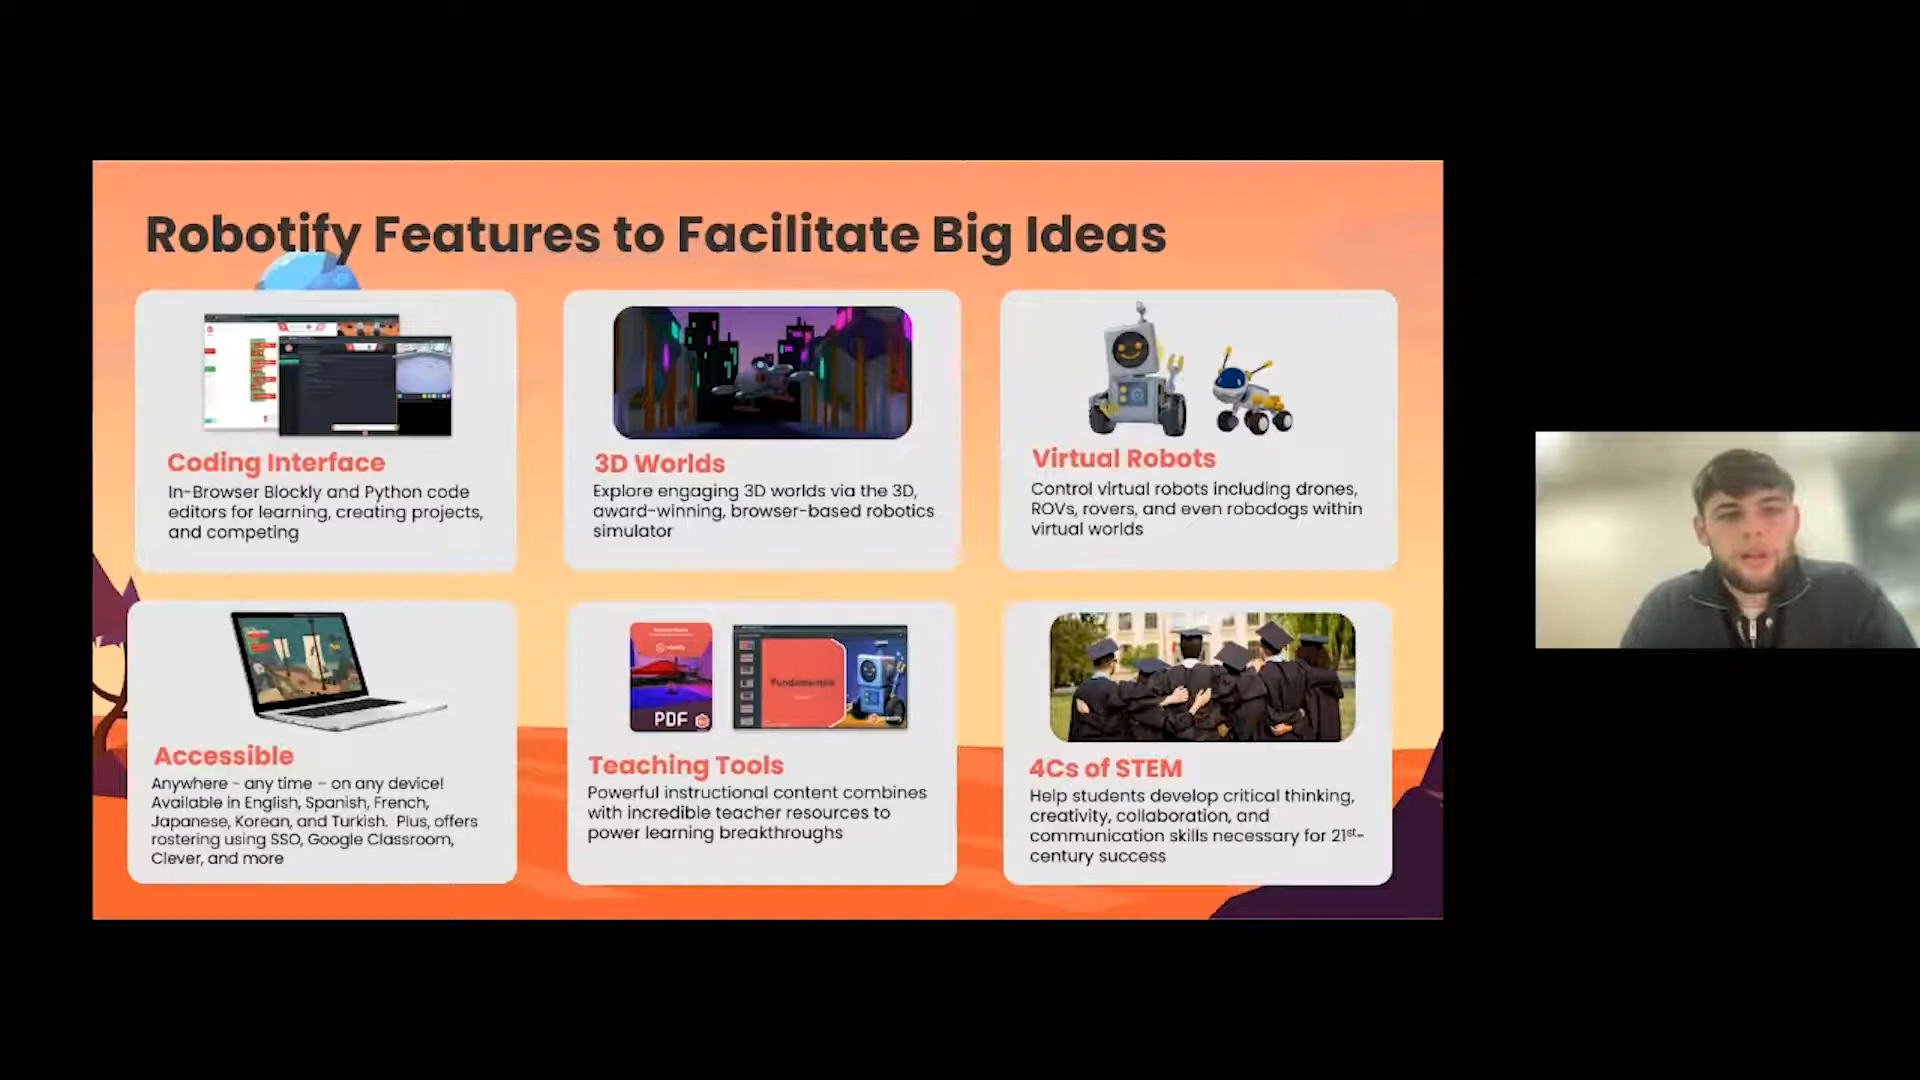 Robotify Features to Facilitate Big Ideas
Coding Interface
In-Browser Blockly and Python code
editors for learning, creating projects,
and competing
3D Worlds
Explore engaging 3D worlds via the 3D,
award-winning, browser-based robotics
simulator
Virtual Robots
Control virtual robots including drones,
ROVs, rovers, and even robodogs within
virtual worlds
Accessible
Anywhere - any time – on any device!
Available in English, Spanish, French,
Japanese, Korean, and Turkish.  Plus, offers
rostering using SSO, Google Classroom,
Clever, and more
PDF
Fundamentals
Teaching Tools
Powerful instructional content combines
with incredible teacher resources to
power learning breakthroughs
4Cs of STEM
Help students develop critical thinking,
creativity, collaboration, and
communication skills necessary for 21st-
century success